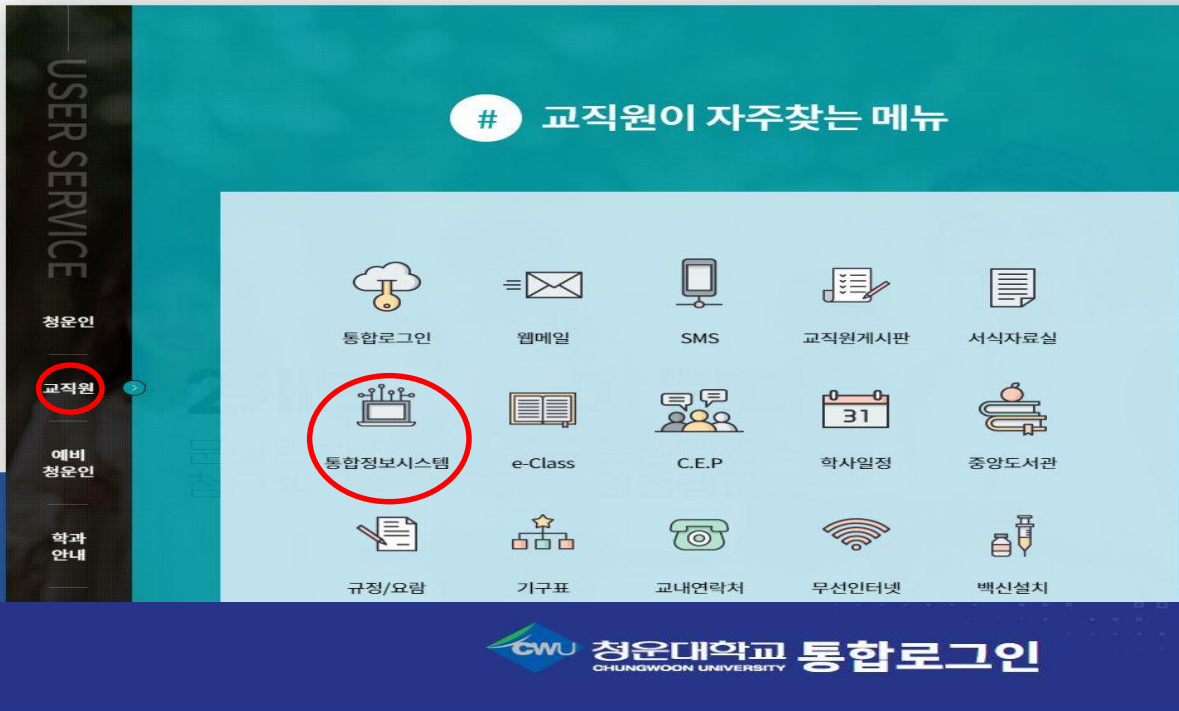 USER SERVICE
# 교직원이 자주찾는 메뉴
청운인
교직원
예비
청운인
학과
안내
통합로그인
웹메일
SMS
교직원게시판
서식자료실
통합정보시스템
e-Class
C.E.P
31
학사일정
중앙도서관
규정/요람
기구표
교내연락처
무선인터넷
백신설치
CWU 청운대학교 통합로그인
CHUNGWOON UNIVERSITY